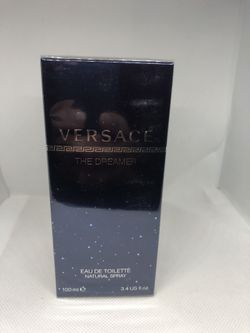 VERSACE
THE DREAMER
EAU DE TOILETTE
NATURAL SPRAY
100 ml ℮ 3.4 US fl.oz.